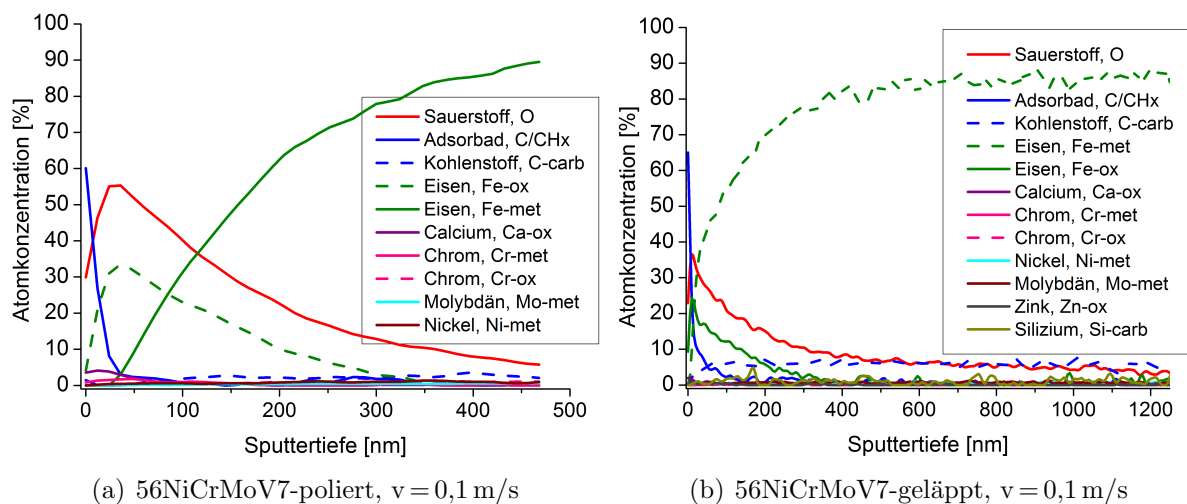 100
90
80
70
60
50
40
30
20
10
0
Atomkonzentration [%]
Sauerstoff, O
Adsorbad, C/CHx
Kohlenstoff, C-carb
Eisen, Fe-ox
Eisen, Fe-met
Calcium, Ca-ox
Chrom, Cr-met
Chrom, Cr-ox
Molybdän, Mo-met
Nickel, Ni-met
0 100 200 300 400 500
Sputtertiefe [nm]
(a) 56NiCrMoV7-poliert, v = 0,1 m/s
100
90
80
70
60
50
40
30
20
10
0
Atomkonzentration [%]
Sauerstoff, O
Adsorbad, C/CHx
Kohlenstoff, C-carb
Eisen, Fe-met
Eisen, Fe-ox
Calcium, Ca-ox
Chrom, Cr-met
Chrom, Cr-ox
Nickel, Ni-met
Molybdän, Mo-met
Zink, Zn-ox
Silizium, Si-carb
0 200 400 600 800 1000 1200
Sputtertiefe [nm]
(b) 56NiCrMoV7-geläppt, v = 0,1 m/s